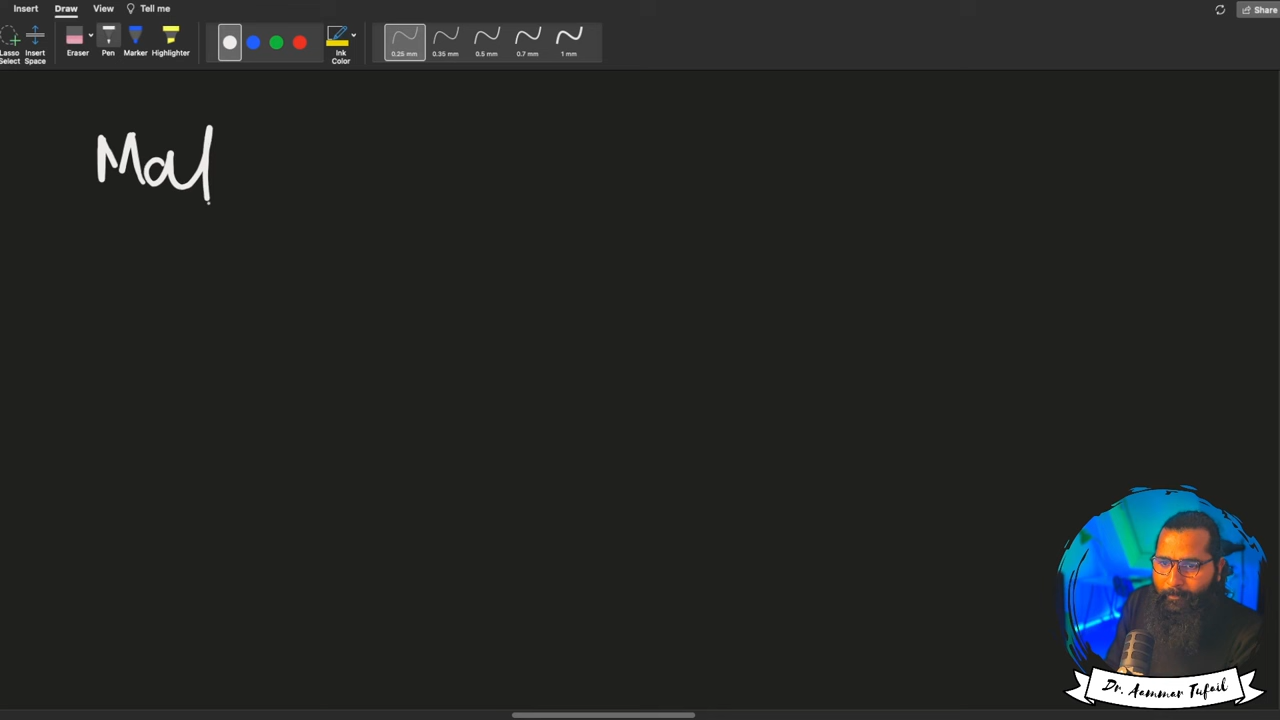 Insert Draw View Tell me Share
Lasso Select Insert Space Eraser Pen Marker Highlighter Ink Color 0.25 mm 0.35 mm 0.5 mm 0.7 mm 1 mm
Mal
Dr. Aammar Tufail